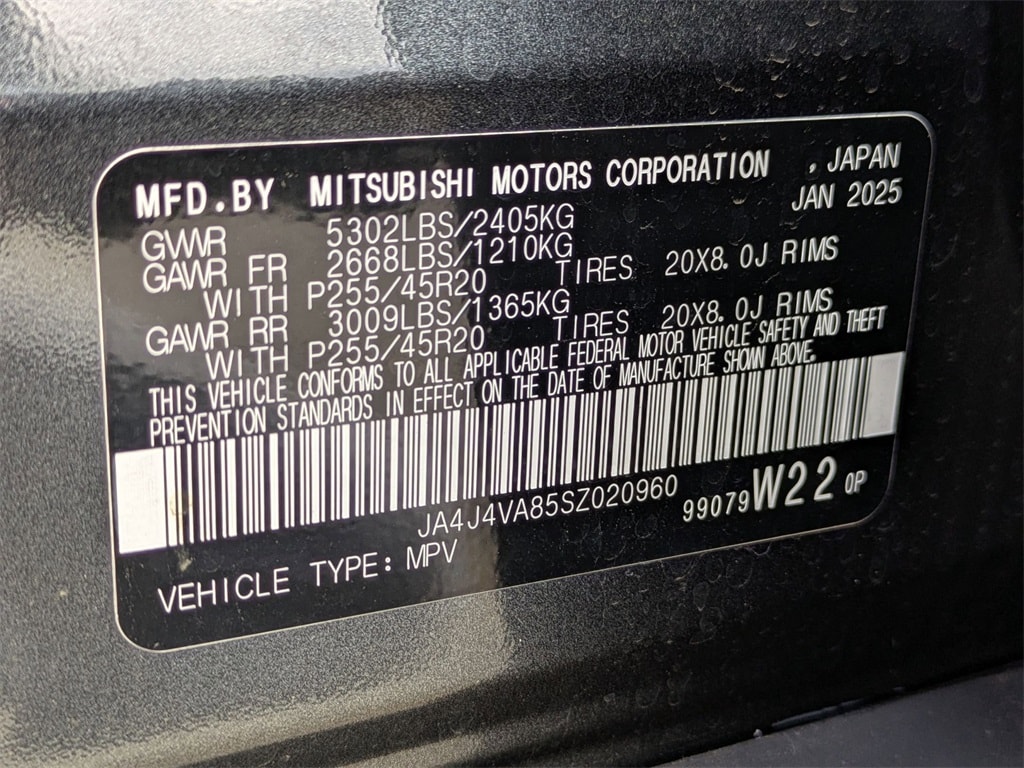 MFD.BY MITSUBISHI MOTORS CORPORATION , JAPAN
JAN 2025
GVWR 5302LBS/2405KG
GAWR FR 2668LBS/1210KG
WITH P255/45R20 TIRES 20X8.0J RIMS
GAWR RR 3009LBS/1365KG
WITH P255/45R20 TIRES 20X8.0J RIMS
THIS VEHICLE CONFORMS TO ALL APPLICABLE FEDERAL MOTOR VEHICLE SAFETY AND THEFT
PREVENTION STANDARDS IN EFFECT ON THE DATE OF MANUFACTURE SHOWN ABOVE.
JA4J4VA85SZ020960 99079 W22 0P
VEHICLE TYPE: MPV